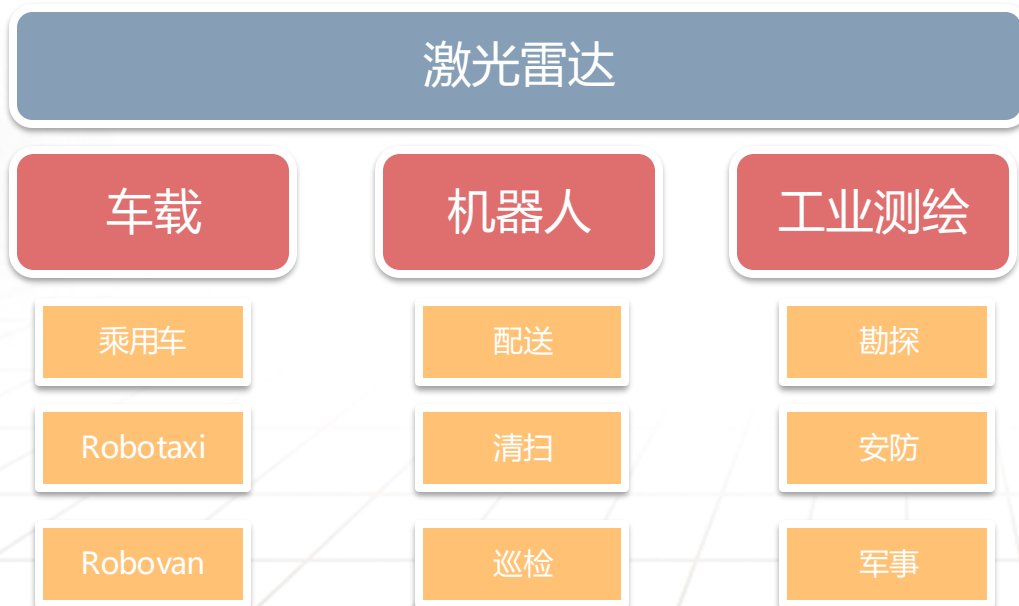 激光雷达
车载
机器人
工业测绘
乘用车
配送
勘探
Robotaxi
清扫
安防
Robovan
巡检
军事